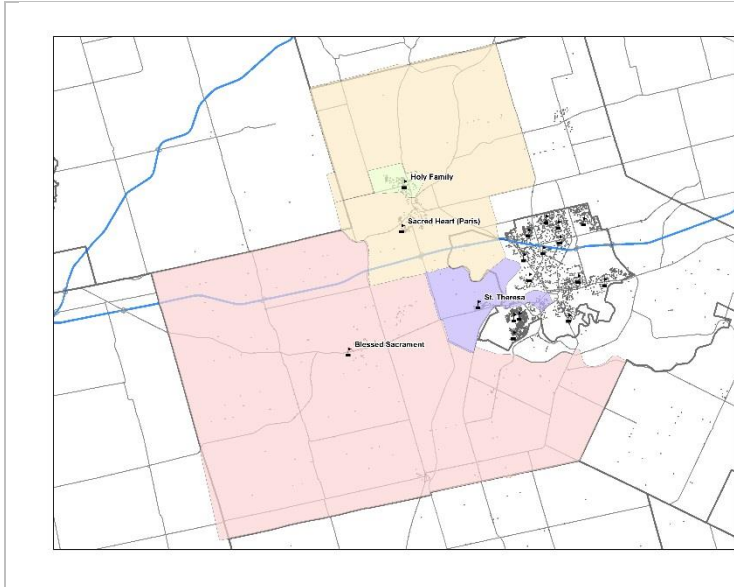 Holy Family
Sacred Heart (Paris)
St. Theresa
Blessed Sacrament